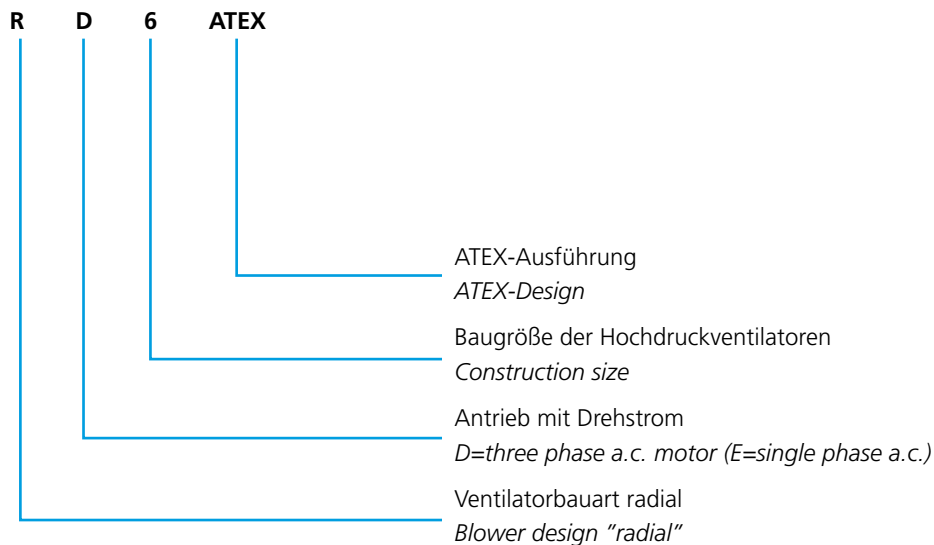 R D 6 ATEX
ATEX-Ausführung
ATEX-Design
Baugröße der Hochdruckventilatoren
Construction size
Antrieb mit Drehstrom
D=three phase a.c. motor (E=single phase a.c.)
Ventilatorbauart radial
Blower design ”radial”